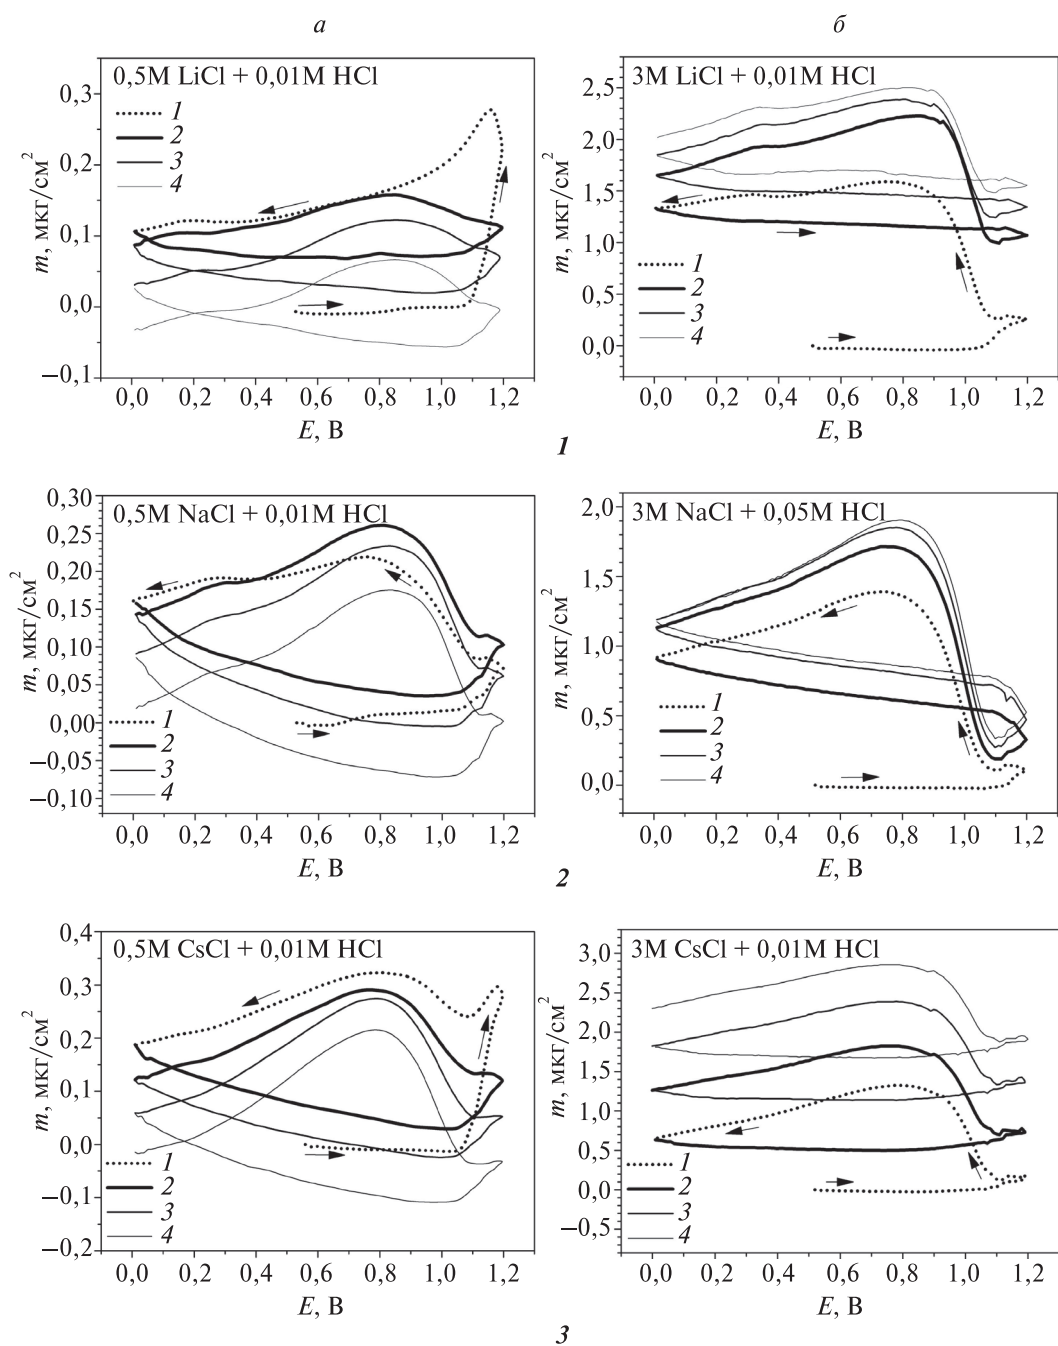 а
б
0,5M LiCl + 0,01M HCl
1
2
3
4
0,3
0,2
0,1
0,0
–0,1
m, мкг/см2
0,0 0,2 0,4 0,6 0,8 1,0 1,2
E, В
3M LiCl + 0,01M HCl
2,5
2,0
1,5
1,0
0,5
0,0
m, мкг/см2
1
2
3
4
0,0 0,2 0,4 0,6 0,8 1,0 1,2
E, В
1
0,5M NaCl + 0,01M HCl
0,30
0,25
0,20
0,15
0,10
0,05
0,00
–0,05
–0,10
m, мкг/см2
1
2
3
4
0,0 0,2 0,4 0,6 0,8 1,0 1,2
E, В
3M NaCl + 0,05M HCl
2,0
1,5
1,0
0,5
0,0
m, мкг/см2
1
2
3
4
0,0 0,2 0,4 0,6 0,8 1,0 1,2
E, В
2
0,5M CsCl + 0,01M HCl
0,4
0,3
0,2
0,1
0,0
–0,1
–0,2
m, мкг/см2
1
2
3
4
0,0 0,2 0,4 0,6 0,8 1,0 1,2
E, В
3M CsCl + 0,01M HCl
3,0
2,5
2,0
1,5
1,0
0,5
0,0
–0,5
m, мкг/см2
1
2
3
4
0,0 0,2 0,4 0,6 0,8 1,0 1,2
E, В
3